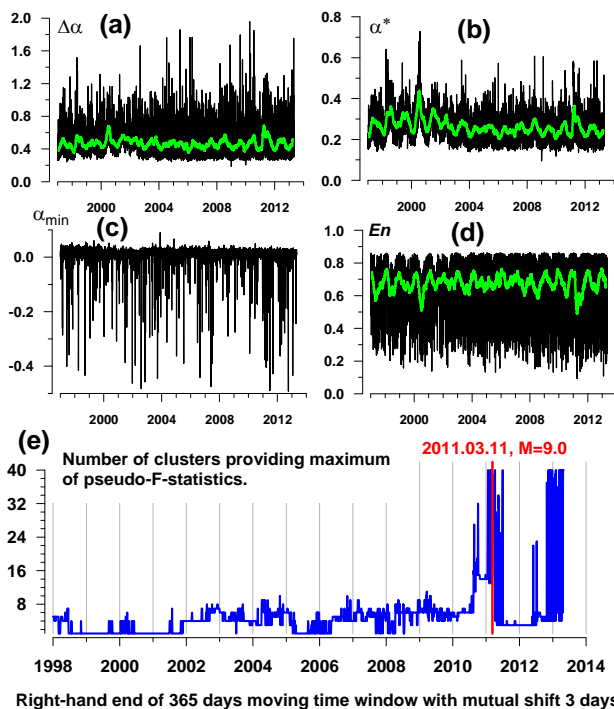 (a)
Δα
2.0
1.6
1.2
0.8
0.4
0.0
2000 2004 2008 2012
(b)
α*
0.8
0.6
0.4
0.2
0.0
2000 2004 2008 2012
(c)
αmin
0.0
-0.2
-0.4
2000 2004 2008 2012
(d)
En
1.0
0.8
0.6
0.4
0.2
0.0
2000 2004 2008 2012
(e)
2011.03.11, M=9.0
Number of clusters providing maximum
of pseudo-F-statistics.
40
32
24
16
8
1998 2000 2002 2004 2006 2008 2010 2012 2014
Right-hand end of 365 days moving time window with mutual shift 3 days